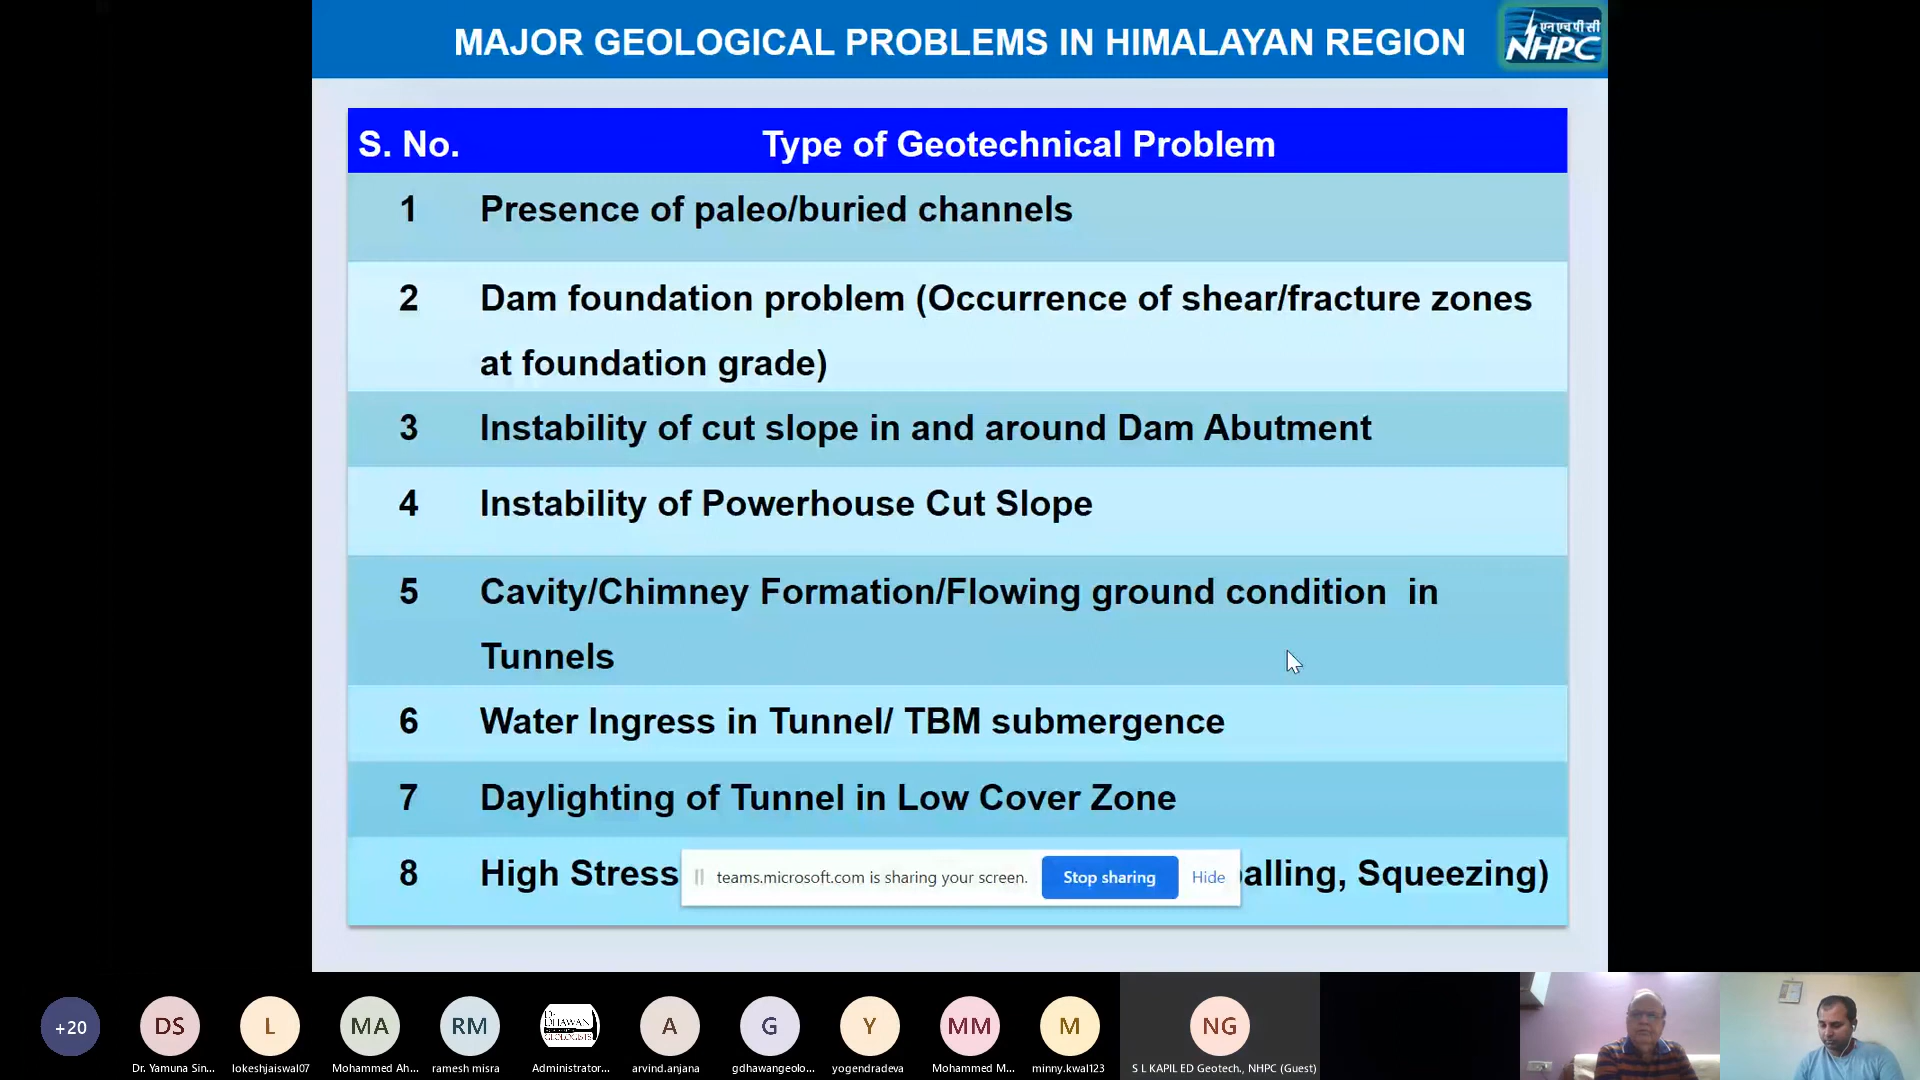 MAJOR GEOLOGICAL PROBLEMS IN HIMALAYAN REGION
एनएचपीसी
NHPC
S. No. Type of Geotechnical Problem
1 Presence of paleo/buried channels
2 Dam foundation problem (Occurrence of shear/fracture zones
at foundation grade)
3 Instability of cut slope in and around Dam Abutment
4 Instability of Powerhouse Cut Slope
5 Cavity/Chimney Formation/Flowing ground condition in
Tunnels
6 Water Ingress in Tunnel/ TBM submergence
7 Daylighting of Tunnel in Low Cover Zone
8 High Stress alling, Squeezing)
teams.microsoft.com is sharing your screen. Stop sharing Hide
+20 DS L MA RM A G Y MM M NG
DHAWAN
GEOLOGISTS
Dr. Yamuna Sin... lokeshjaiswal07 Mohammed Ah... ramesh misra Administrator... arvind.anjana gdhawangeolo... yogendradeva Mohammed M... minny.kwal123 S L KAPIL ED Geotech., NHPC (Guest)